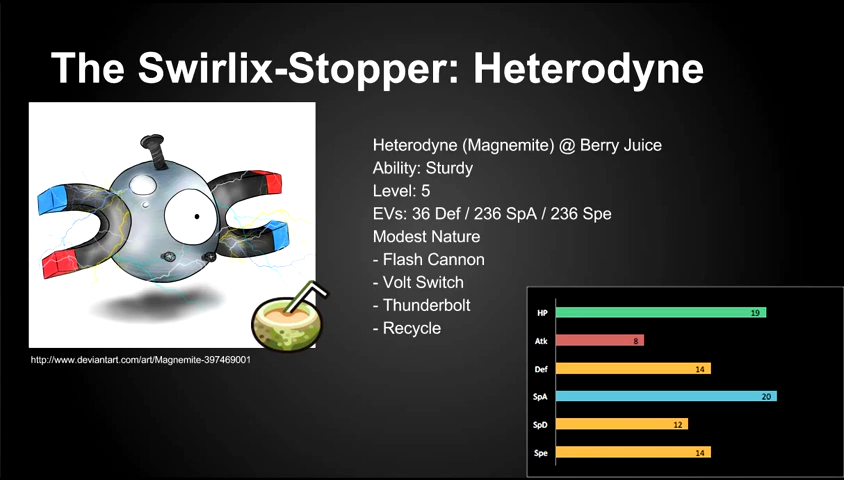 The Swirlix-Stopper: Heterodyne
Heterodyne (Magnemite) @ Berry Juice
Ability: Sturdy
Level: 5
EVs: 36 Def / 236 SpA / 236 Spe
Modest Nature
- Flash Cannon
- Volt Switch
- Thunderbolt
- Recycle
http://www.deviantart.com/art/Magnemite-397469001
HP 19
Atk 8
Def 14
SpA 20
SpD 12
Spe 14